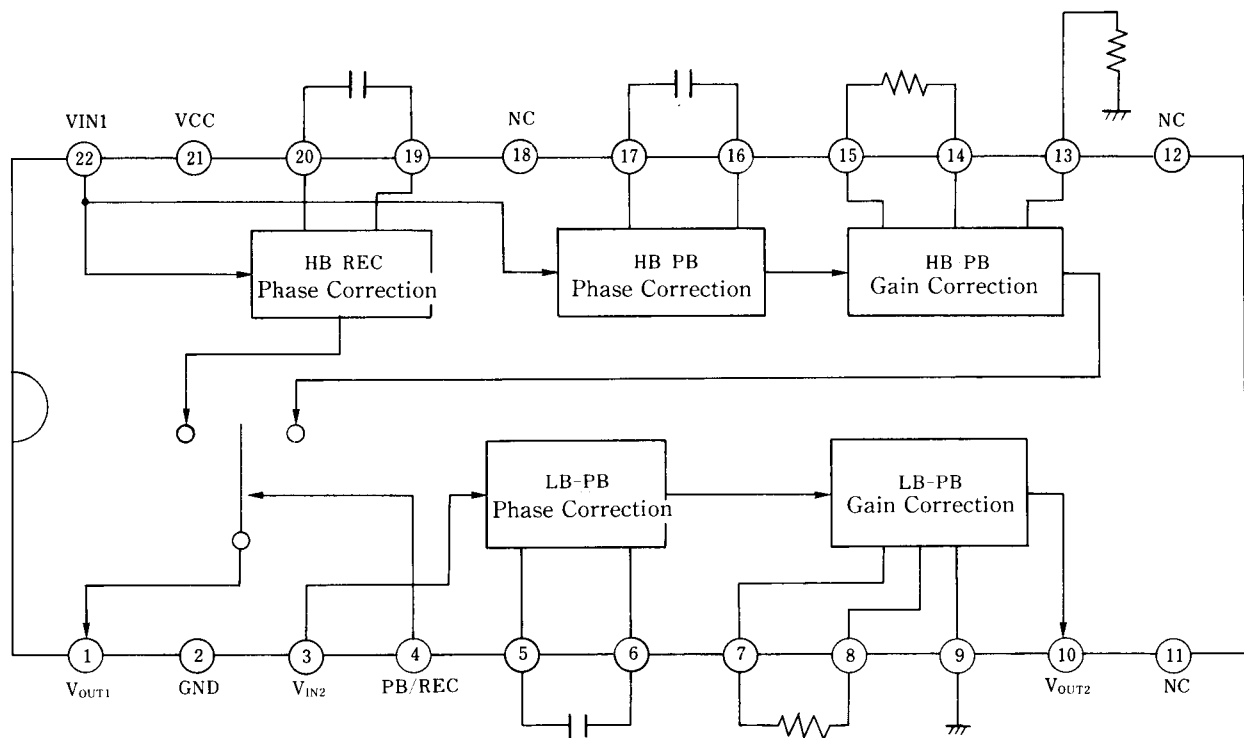 VIN1 VCC NC NC
22 21 20 19 18 17 16 15 14 13 12
HB REC
Phase Correction
HB PB
Phase Correction
HB PB
Gain Correction
LB-PB
Phase Correction
LB-PB
Gain Correction
1 2 3 4 5 6 7 8 9 10 11
VOUT1 GND VIN2 PB/REC VOUT2 NC